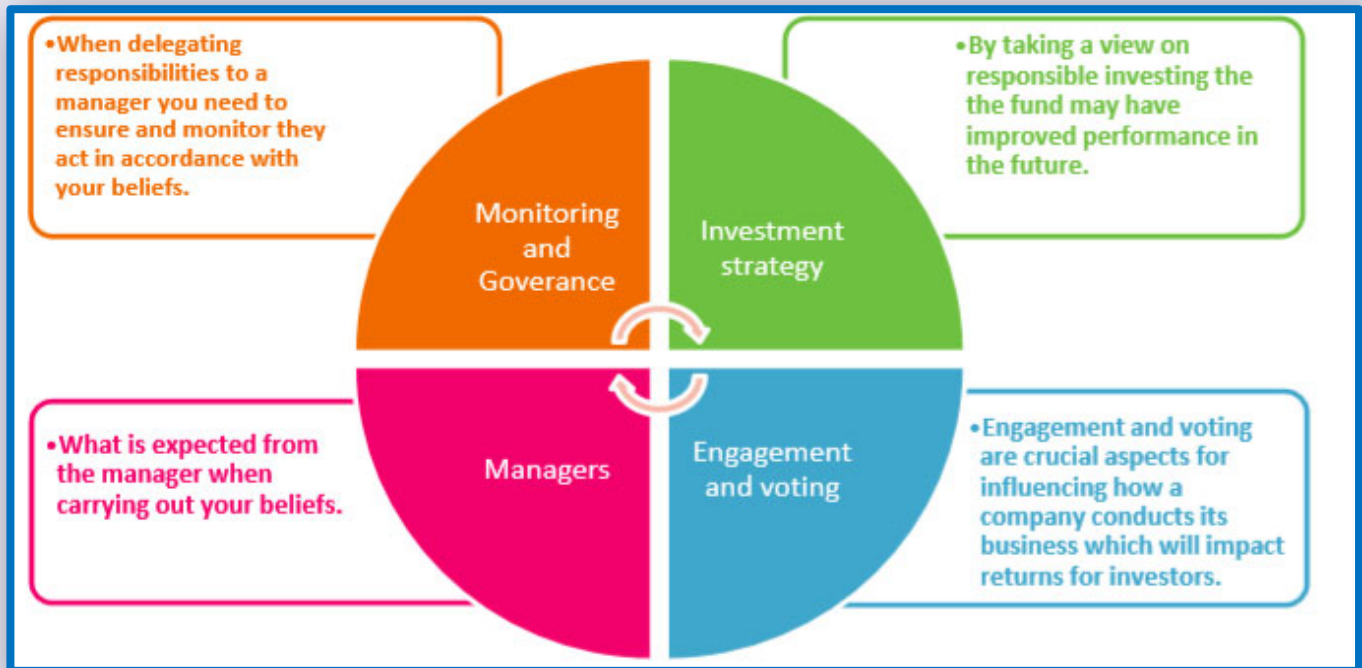 •When delegating
responsibilities to a
manager you need to
ensure and monitor they
act in accordance with
your beliefs.
•By taking a view on
responsible investing the
the fund may have
improved performance in
the future.
Monitoring
and
Goverance
Investment
strategy
•What is expected from
the manager when
carrying out your beliefs.
Managers
Engagement
and voting
•Engagement and voting
are crucial aspects for
influencing how a
company conducts its
business which will impact
returns for investors.